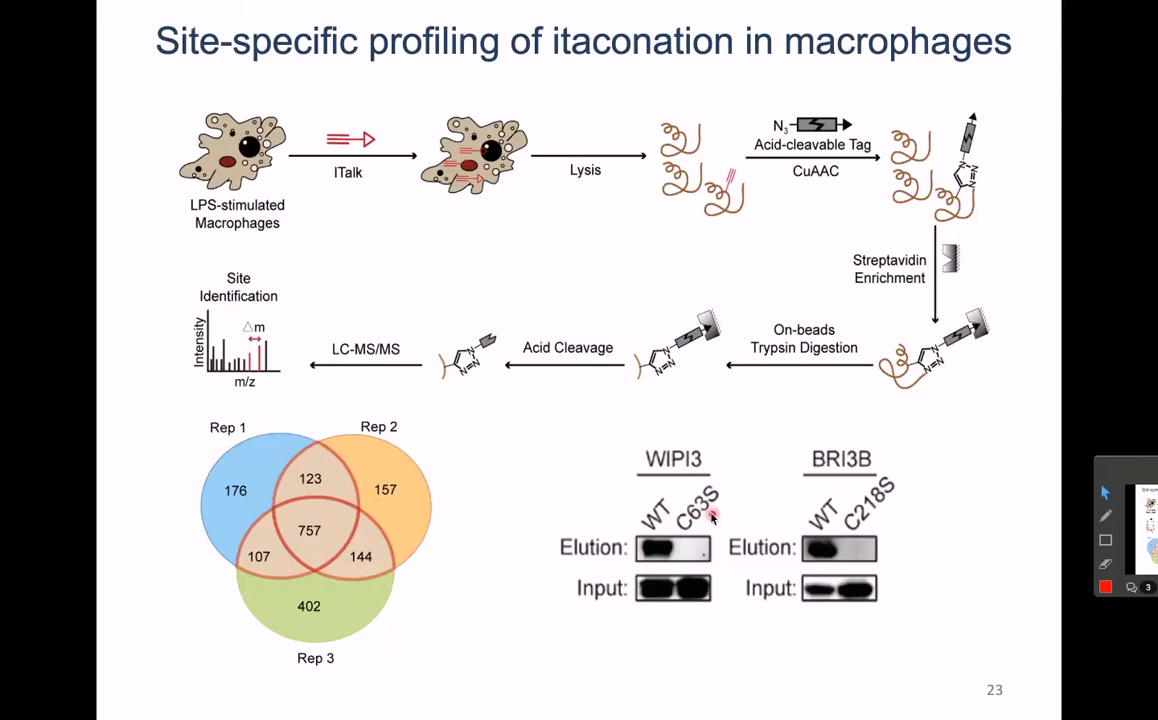 Site-specific profiling of itaconation in macrophages
LPS-stimulated
Macrophages
ITalk
Lysis
N3
Acid-cleavable Tag
CuAAC
N
N
N
Streptavidin
Enrichment
Site
Identification
Intensity
△m
m/z
LC-MS/MS
N
N=N
Acid Cleavage
N
N=N
On-beads
Trypsin Digestion
N
N=N
Rep 1
Rep 2
176
123
157
757
107
144
402
Rep 3
WIPI3
WT
C63S
Elution:
Input:
BRI3B
WT
C218S
Elution:
Input:
23
3